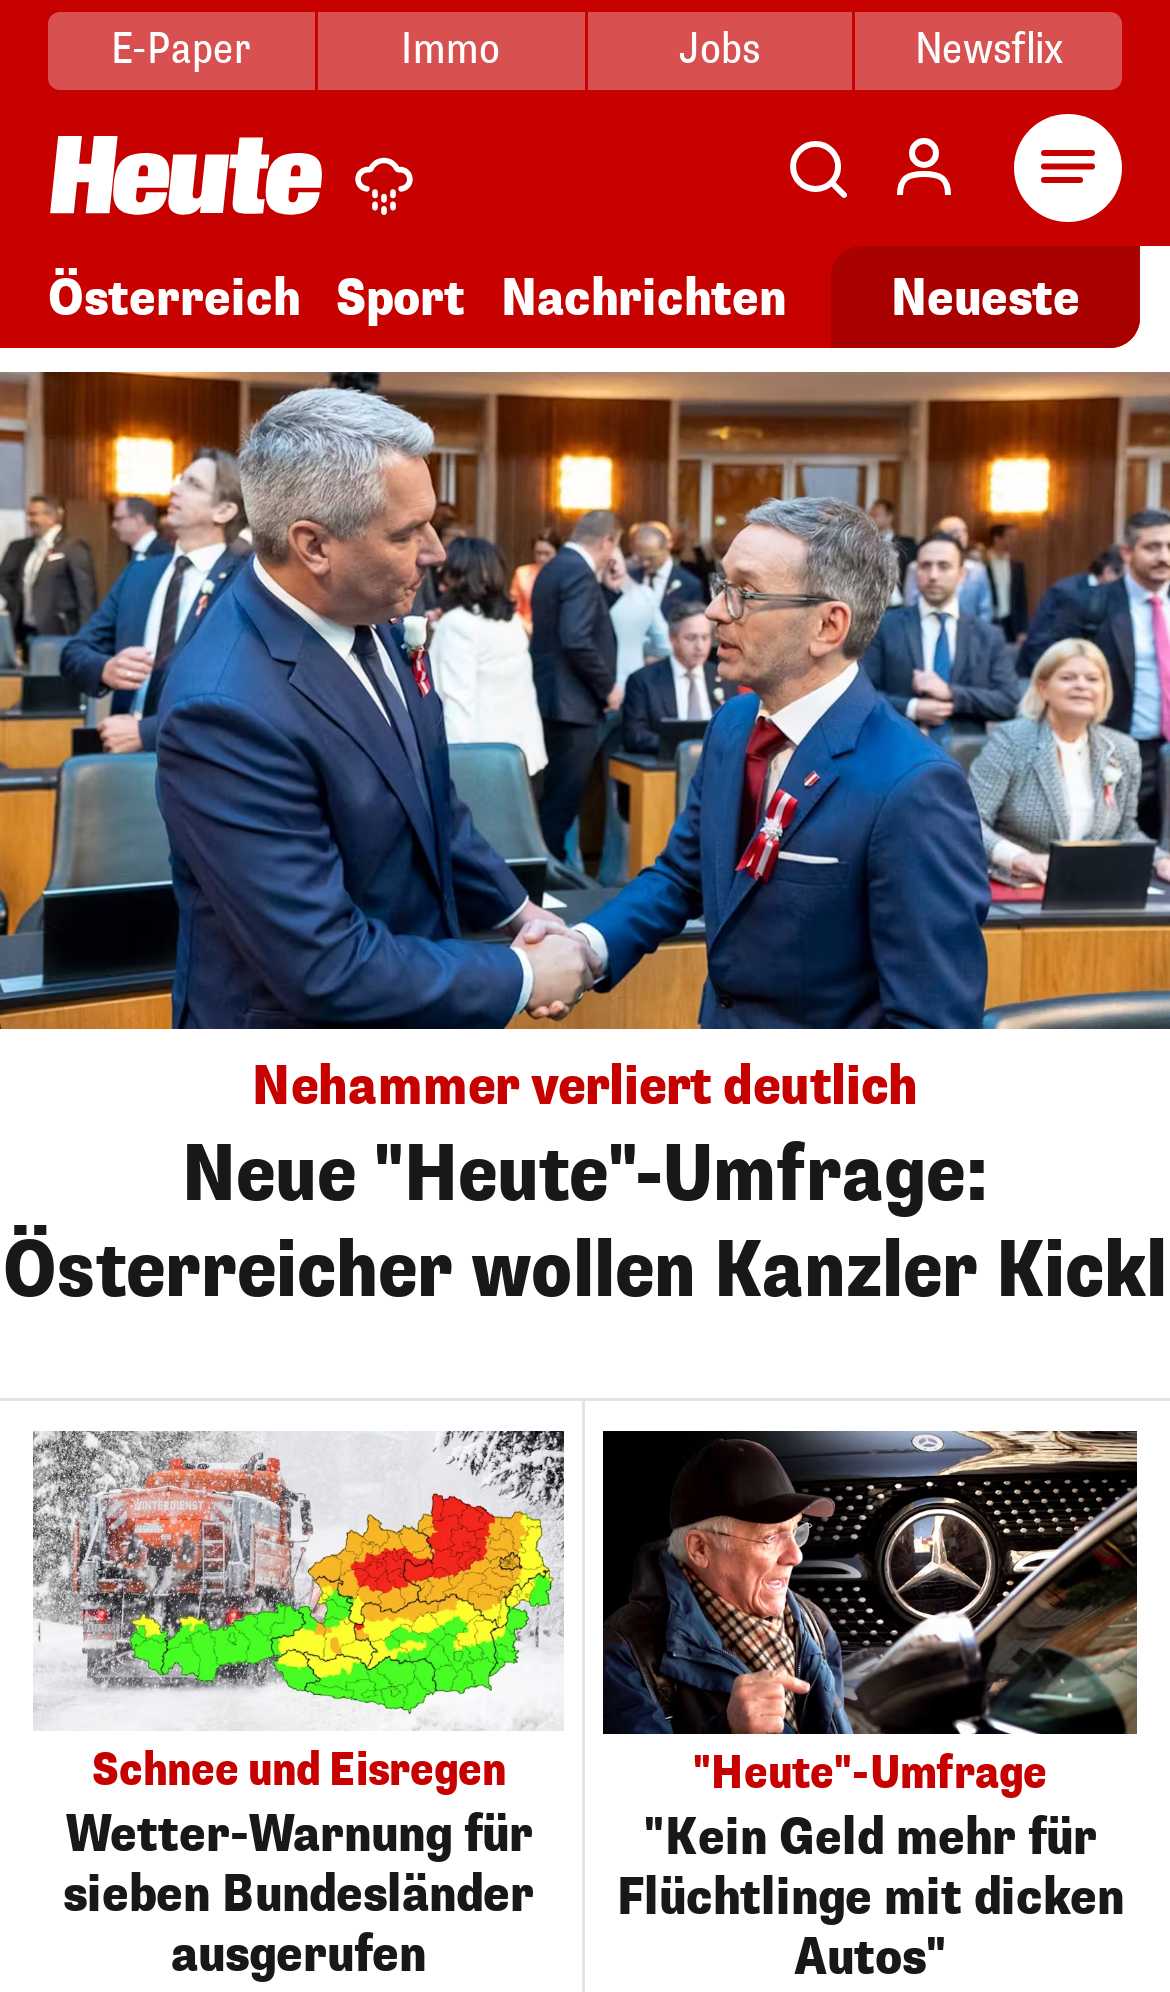 E-Paper
Immo
Jobs
Newsflix
Heute
Österreich
Sport
Nachrichten
Neueste
Nehammer verliert deutlich
Neue "Heute"-Umfrage:
Österreicher wollen Kanzler Kickl
WINTERDIENST
Schnee und Eisregen
Wetter-Warnung für
sieben Bundesländer
ausgerufen
"Heute"-Umfrage
"Kein Geld mehr für
Flüchtlinge mit dicken
Autos"